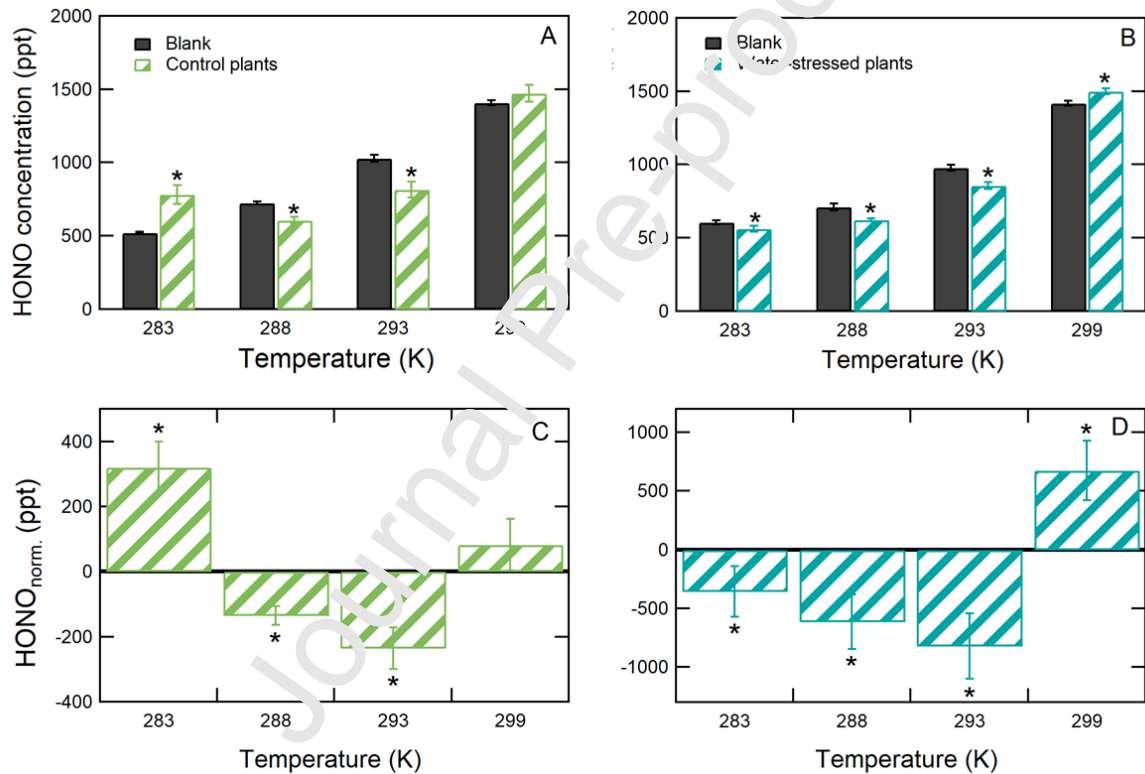 A
Blank
Control plants
HONO concentration (ppt)
2000
1500
1000
500
0
283 288 293
Temperature (K)
B
Blank
plants
2000
1500
1000
500
0
283 288 293 299
Temperature (K)
C
HONOnorm. (ppt)
400
200
0
-200
-400
283 288 293 299
Temperature (K)
D
1000
500
0
-500
-1000
283 288 293 299
Temperature (K)
* * *
* * * *
* * *
* * * *
Journal Pre-proo